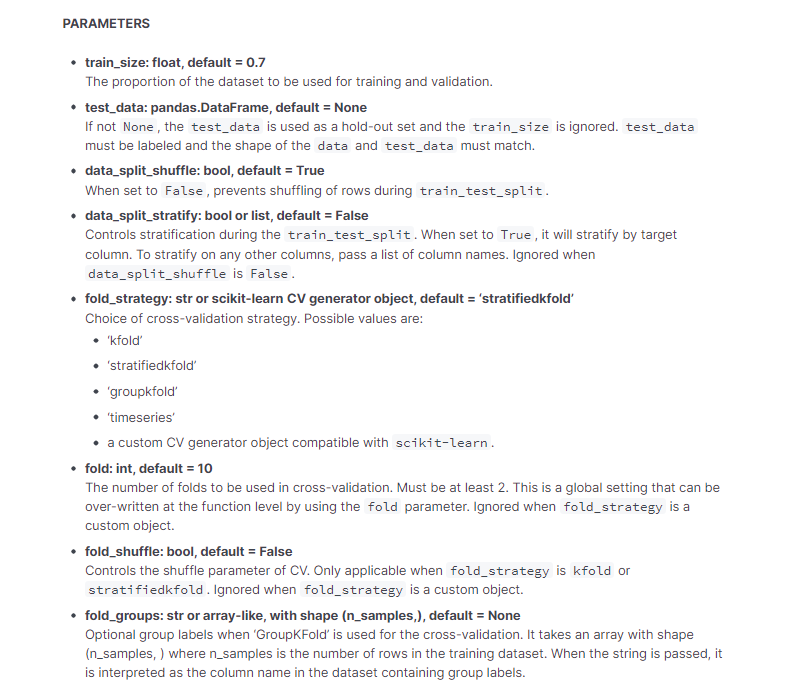 PARAMETERS
• train_size: float, default = 0.7
The proportion of the dataset to be used for training and validation.
• test_data: pandas.DataFrame, default = None
If not None, the test_data is used as a hold-out set and the train_size is ignored. test_data
must be labeled and the shape of the data and test_data must match.
• data_split_shuffle: bool, default = True
When set to False, prevents shuffling of rows during train_test_split.
• data_split_stratify: bool or list, default = False
Controls stratification during the train_test_split. When set to True, it will stratify by target
column. To stratify on any other columns, pass a list of column names. Ignored when
data_split_shuffle is False.
• fold_strategy: str or scikit-learn CV generator object, default = ‘stratifiedkfold’
Choice of cross-validation strategy. Possible values are:
• ‘kfold’
• ‘stratifiedkfold’
• ‘groupkfold’
• ‘timeseries’
• a custom CV generator object compatible with scikit-learn.
• fold: int, default = 10
The number of folds to be used in cross-validation. Must be at least 2. This is a global setting that can be
over-written at the function level by using the fold parameter. Ignored when fold_strategy is a
custom object.
• fold_shuffle: bool, default = False
Controls the shuffle parameter of CV. Only applicable when fold_strategy is kfold or
stratifiedkfold. Ignored when fold_strategy is a custom object.
• fold_groups: str or array-like, with shape (n_samples,), default = None
Optional group labels when ‘GroupKFold’ is used for the cross-validation. It takes an array with shape
(n_samples, ) where n_samples is the number of rows in the training dataset. When the string is passed, it
is interpreted as the column name in the dataset containing group labels.